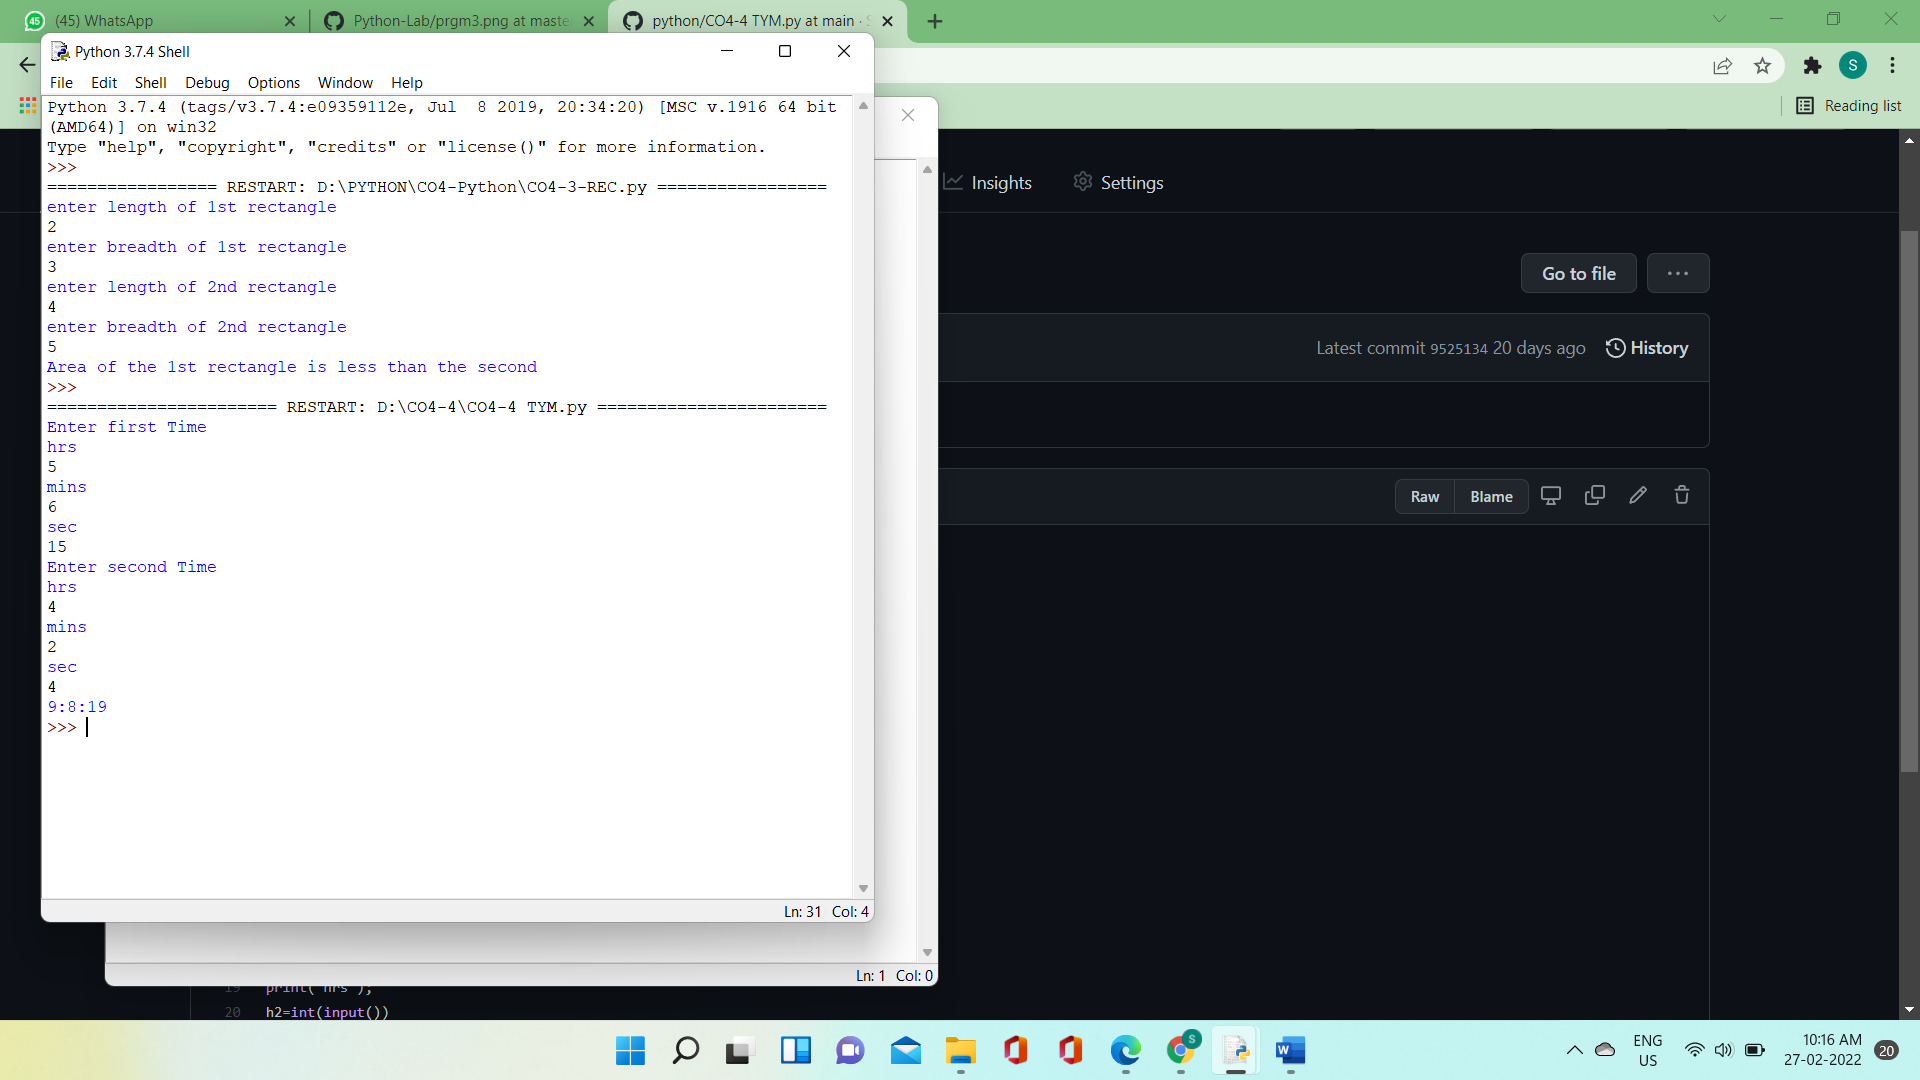 45 (45) WhatsApp
Python-Lab/prgm3.png at maste
python/CO4-4 TYM.py at main ·
Python 3.7.4 Shell
File Edit Shell Debug Options Window Help
S
Reading list
Python 3.7.4 (tags/v3.7.4:e09359112e, Jul  8 2019, 20:34:20) [MSC v.1916 64 bit
(AMD64)] on win32
Type "help", "copyright", "credits" or "license()" for more information.
>>>
================= RESTART: D:\PYTHON\CO4-Python\CO4-3-REC.py =================
enter length of 1st rectangle
2
enter breadth of 1st rectangle
3
enter length of 2nd rectangle
4
enter breadth of 2nd rectangle
5
Area of the 1st rectangle is less than the second
>>>
======================= RESTART: D:\CO4-4\CO4-4 TYM.py =======================
Enter first Time
hrs
5
mins
6
sec
15
Enter second Time
hrs
4
mins
2
sec
4
9:8:19
>>>
Ln: 31 Col: 4
Insights Settings
Go to file ...
Latest commit 9525134 20 days ago History
Raw Blame
Ln: 1 Col: 0
19 print("hrs");
20 h2=int(input())
S
W
ENG
US
10:16 AM
27-02-2022
20